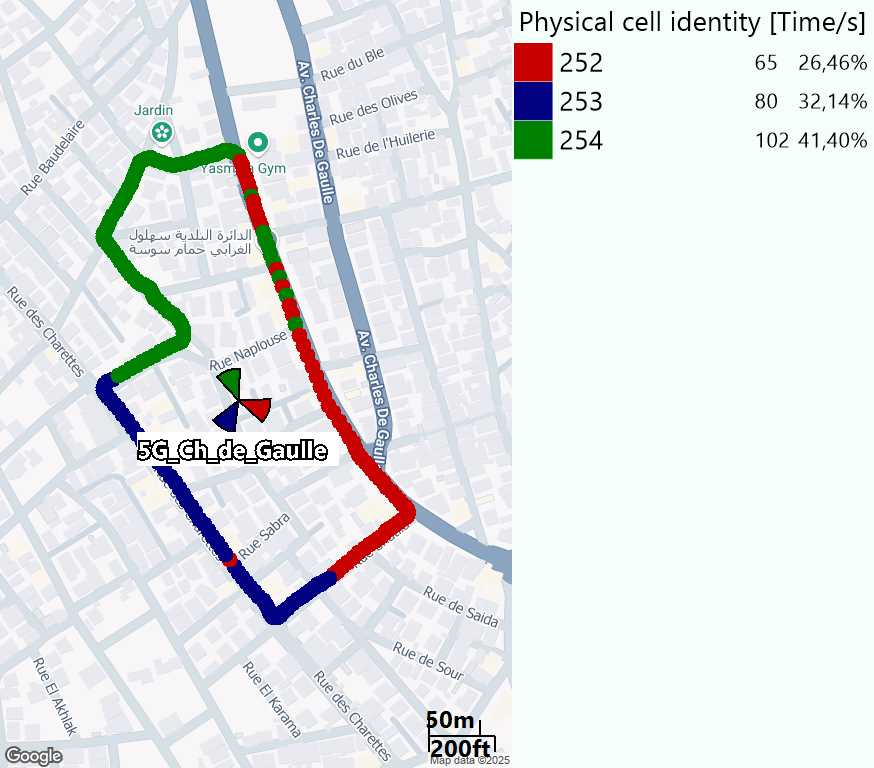 Physical cell identity [Time/s]
252 65 26,46%
253 80 32,14%
254 102 41,40%
Rue du Ble
Av. Charles De Gaulle
Rue des Olives
Jardin
Rue de l'Huilerie
Rue Baudelaire
Gym
الدائرة البلدية سهلول
الغرابي حمام سوسة
Rue des Charettes
Rue Naplouse
Av. Charles De Gaulle
5G_Ch_de_Gaulle
Rue Sabra
Rue de Saida
Rue de Sour
Rue El Akhlak
Rue El Karama
Rue des Charettes
50m
200ft
Google
Map data ©2025